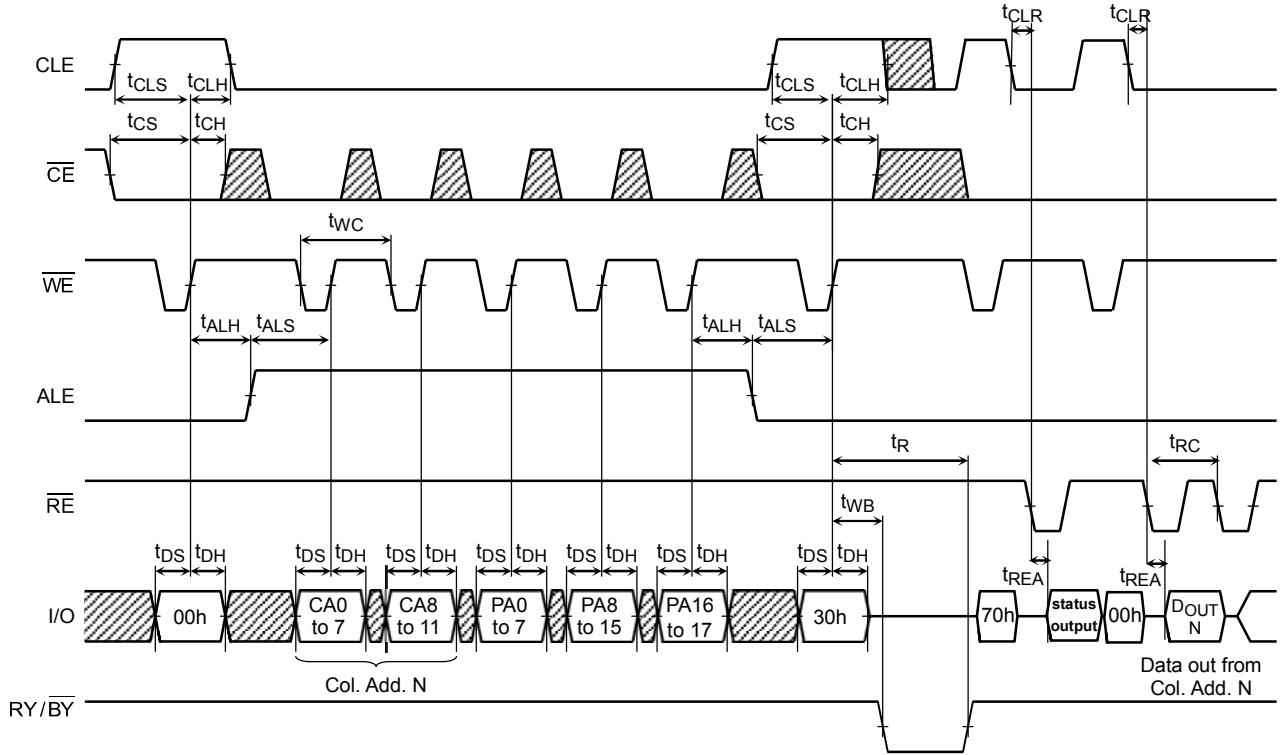 tCLR tCLR
CLE
tCLS tCLH tCLS tCLH
tCS tCH tCS tCH
CE
tWC
WE
tALH tALS tALH tALS
ALE
tR tRC
RE
tWB
tDS tDH tDS tDH tDS tDH tDS tDH tDS tDH tDS tDH tDS tDH
tREA tREA
I/O
00h
CA0
to 7
CA8
to 11
PA0
to 7
PA8
to 15
PA16
to 17
30h
70h
status
output
00h
DOUT
N
Col. Add. N
Data out from
Col. Add. N
RY/BY